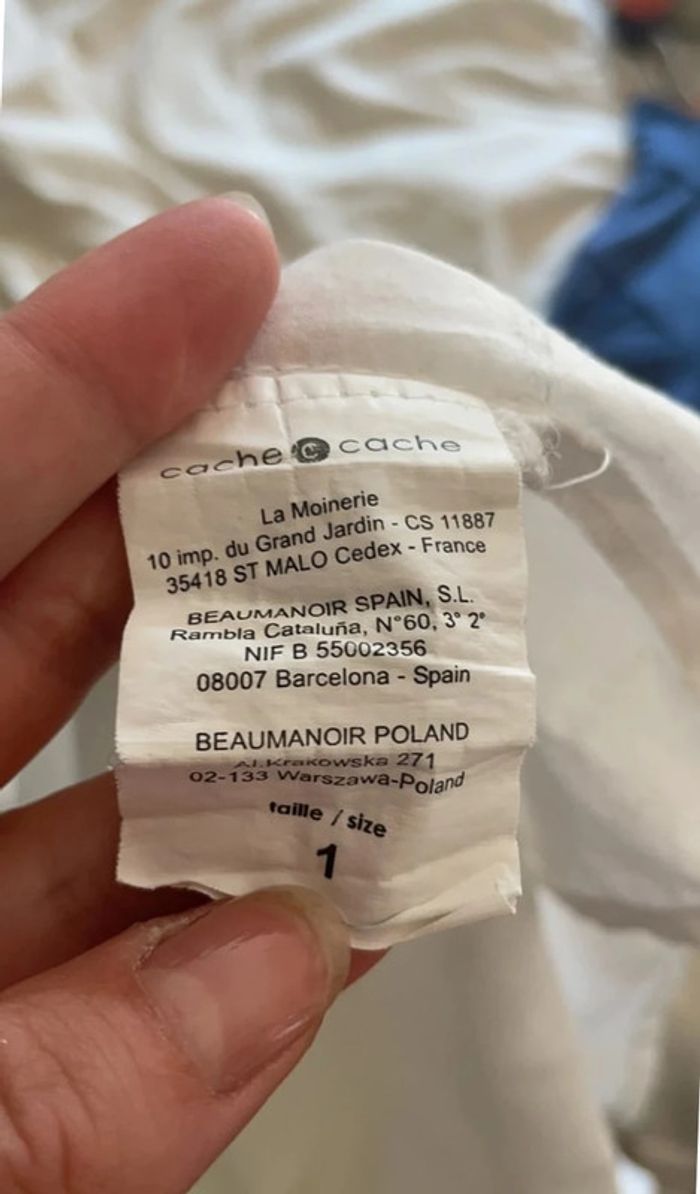 cache c cache
La Moinerie
10 imp. du Grand Jardin - CS 11887
35418 ST MALO Cedex - France
BEAUMANOIR SPAIN, S.L.
Rambla Cataluña, N°60, 3° 2°
NIF B 55002356
08007 Barcelona - Spain
BEAUMANOIR POLAND
Al.Krakowska 271
02-133 Warszawa-Poland
taille / size
1